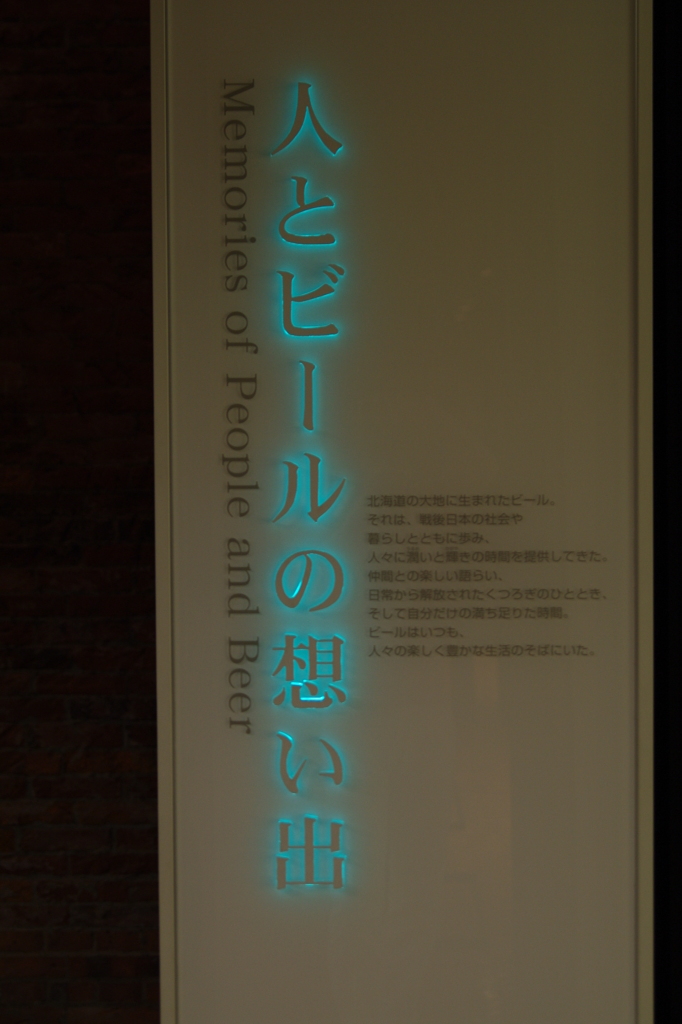 人とビールの想い出
Memories of People and Beer
北海道の大地に生まれたビール。
それは、戦後日本の社会や
暮らしとともに歩み、
人々に潤いと輝きの時間を提供してきた。
仲間との楽しい語らい、
日常から解放されたくつろぎのひととき、
そして自分だけの満ち足りた時間。
ビールはいつも、
人々の楽しく豊かな生活のそばにいた。